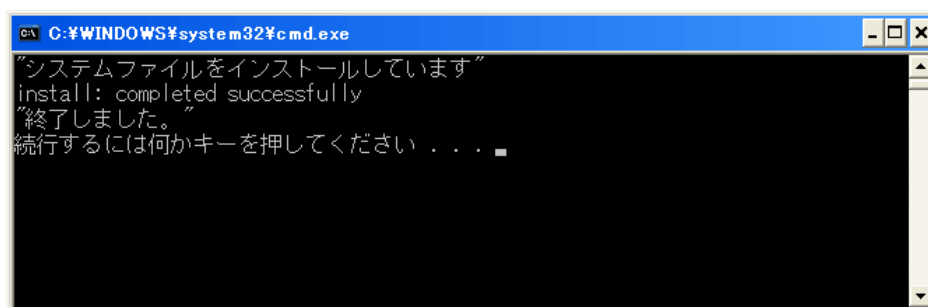 C:¥WINDOWS¥system32¥cmd.exe
"システムファイルをインストールしています"
install: completed successfully
"終了しました。"
続行するには何かキーを押してください . . .